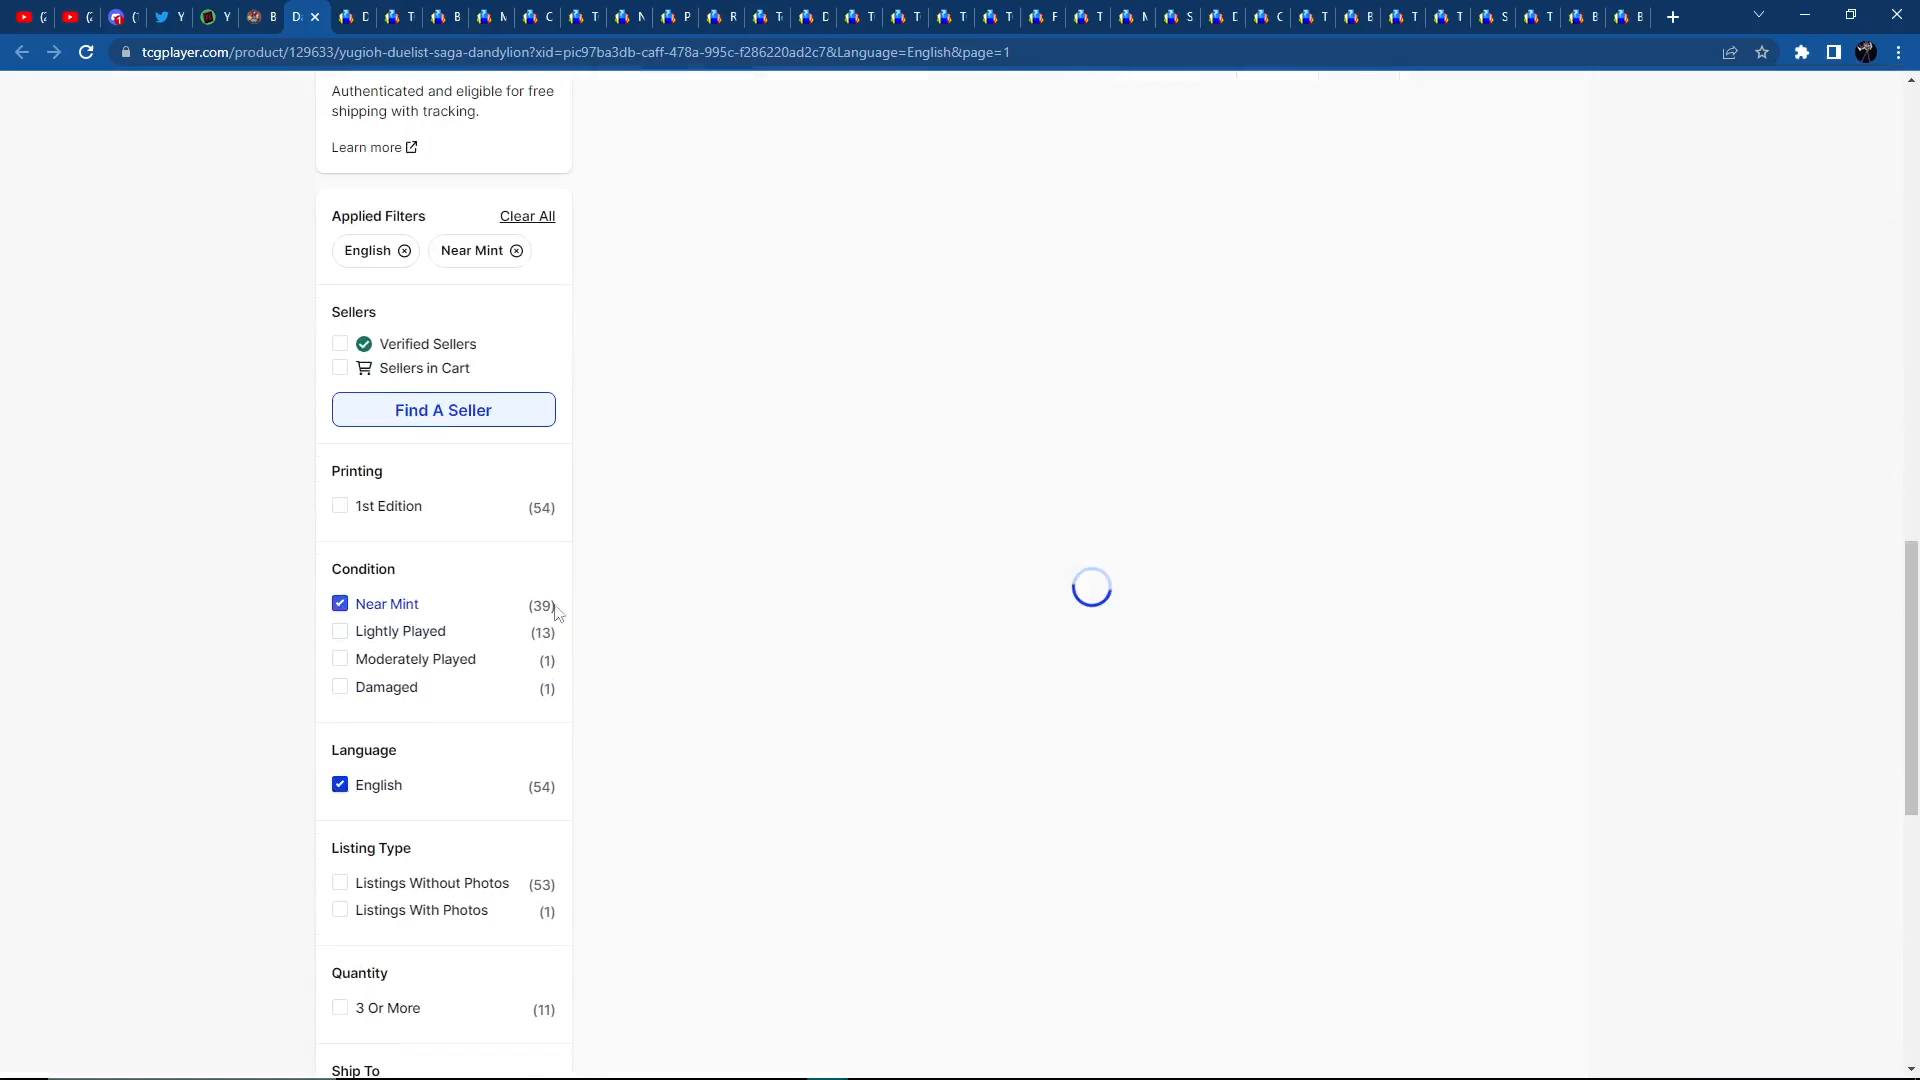 tcgplayer.com/product/129633/yugioh-duelist-saga-dandylion?xid=pic97ba3db-caff-478a-995c-f286220ad2c7&Language=English&page=1
Authenticated and eligible for free
shipping with tracking.
Learn more
Applied Filters Clear All
English Near Mint
Sellers
Verified Sellers
Sellers in Cart
Find A Seller
Printing
1st Edition (54)
Condition
Near Mint (39)
Lightly Played (13)
Moderately Played (1)
Damaged (1)
Language
English (54)
Listing Type
Listings Without Photos (53)
Listings With Photos (1)
Quantity
3 Or More (11)
Ship To